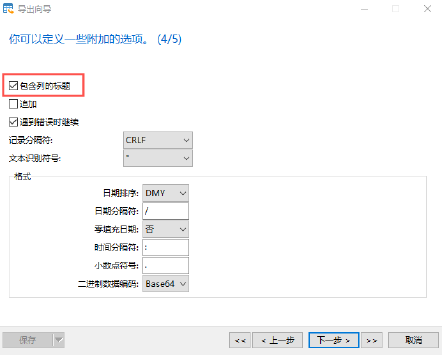 导出向导
你可以定义一些附加的选项。 (4/5)
包含列的标题
追加
遇到错误时继续
记录分隔符: CRLF
文本识别符号: "
格式
日期排序: DMY
日期分隔符: /
零填充日期: 否
时间分隔符: :
小数点符号: .
二进制数据编码: Base64
保存 << < 上一步 下一步 > >> 取消